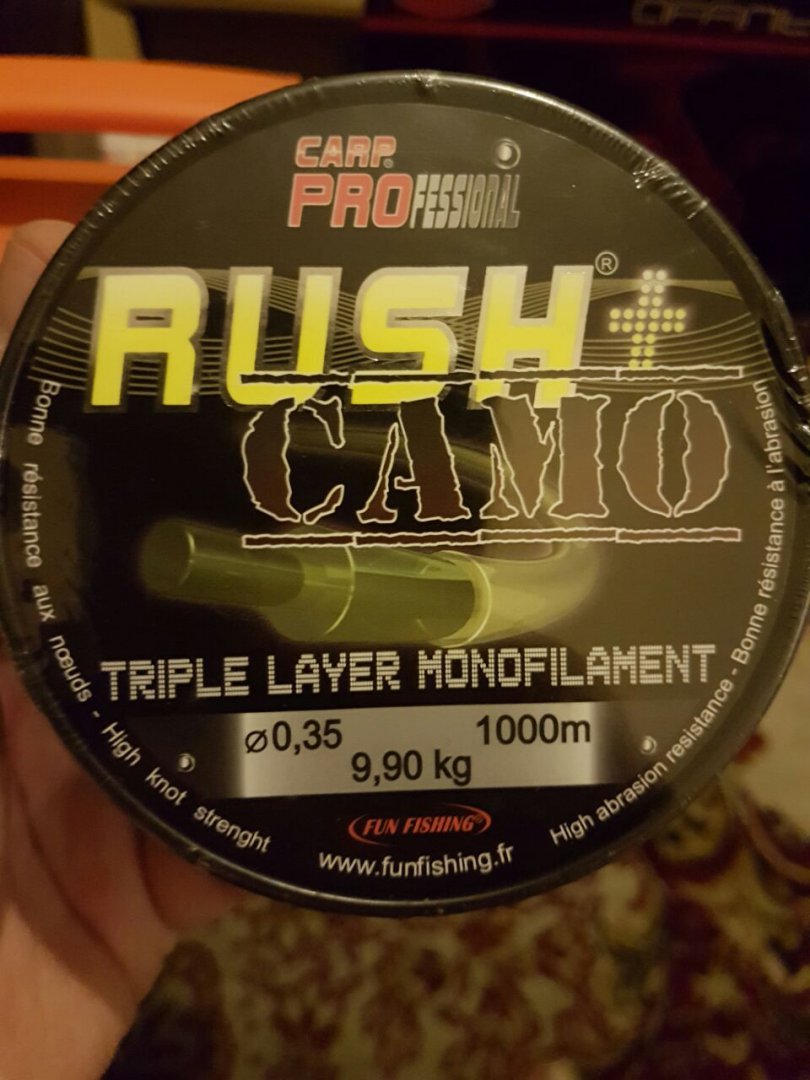 CARP®
PROFESSIONAL
RUSH®+
CAMO
TRIPLE LAYER MONOFILAMENT
⌀0,35 1000m
9,90 kg
FUN FISHING®
www.funfishing.fr
Bonne résistance aux nœuds - High knot strenght
High abrasion resistance - Bonne résistance à l'abrasion